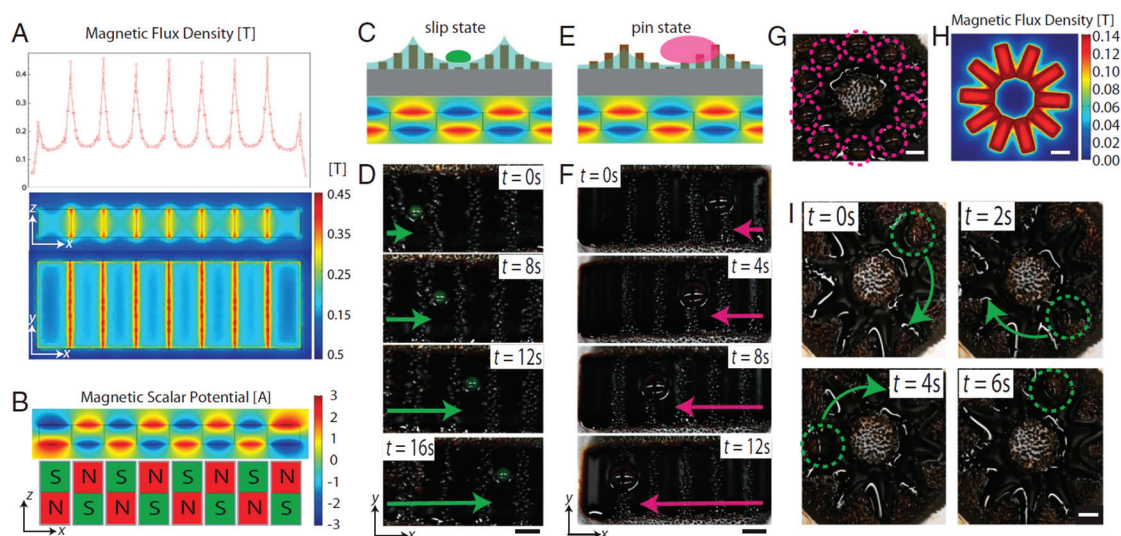 A
Magnetic Flux Density [T]
0.4
0.3
0.2
0.1
0
z
x
y
x
[T]
0.45
0.35
0.25
0.15
0.5
B
Magnetic Scalar Potential [A]
3
2
1
0
-1
-2
-3
S N S N S N S N
N S N S N S N S
z
x
C
slip state
D
t = 0s
t = 8s
t = 12s
t = 16s
y
x
E
pin state
F
t = 0s
t = 4s
t = 8s
t = 12s
y
x
G
H
Magnetic Flux Density [T]
0.14
0.12
0.10
0.08
0.06
0.04
0.02
0.00
I
t = 0s
t = 2s
t = 4s
t = 6s